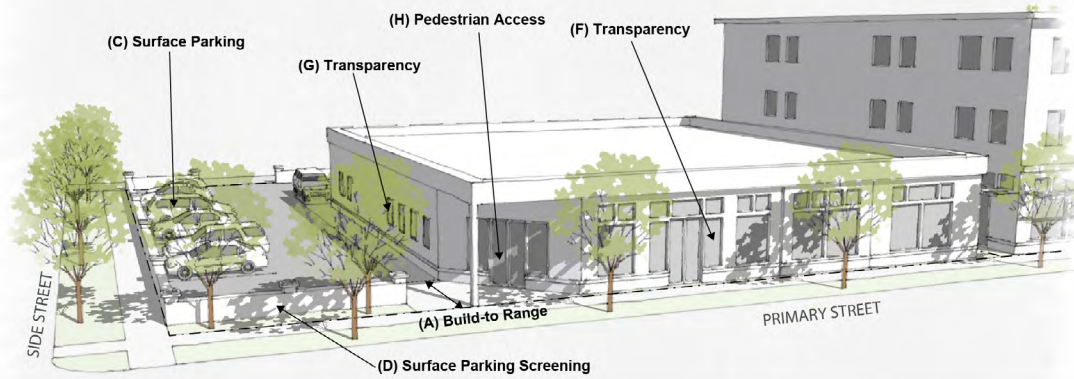 (H) Pedestrian Access
(F) Transparency
(C) Surface Parking
(G) Transparency
SIDE STREET
(A) Build-to Range
PRIMARY STREET
(D) Surface Parking Screening